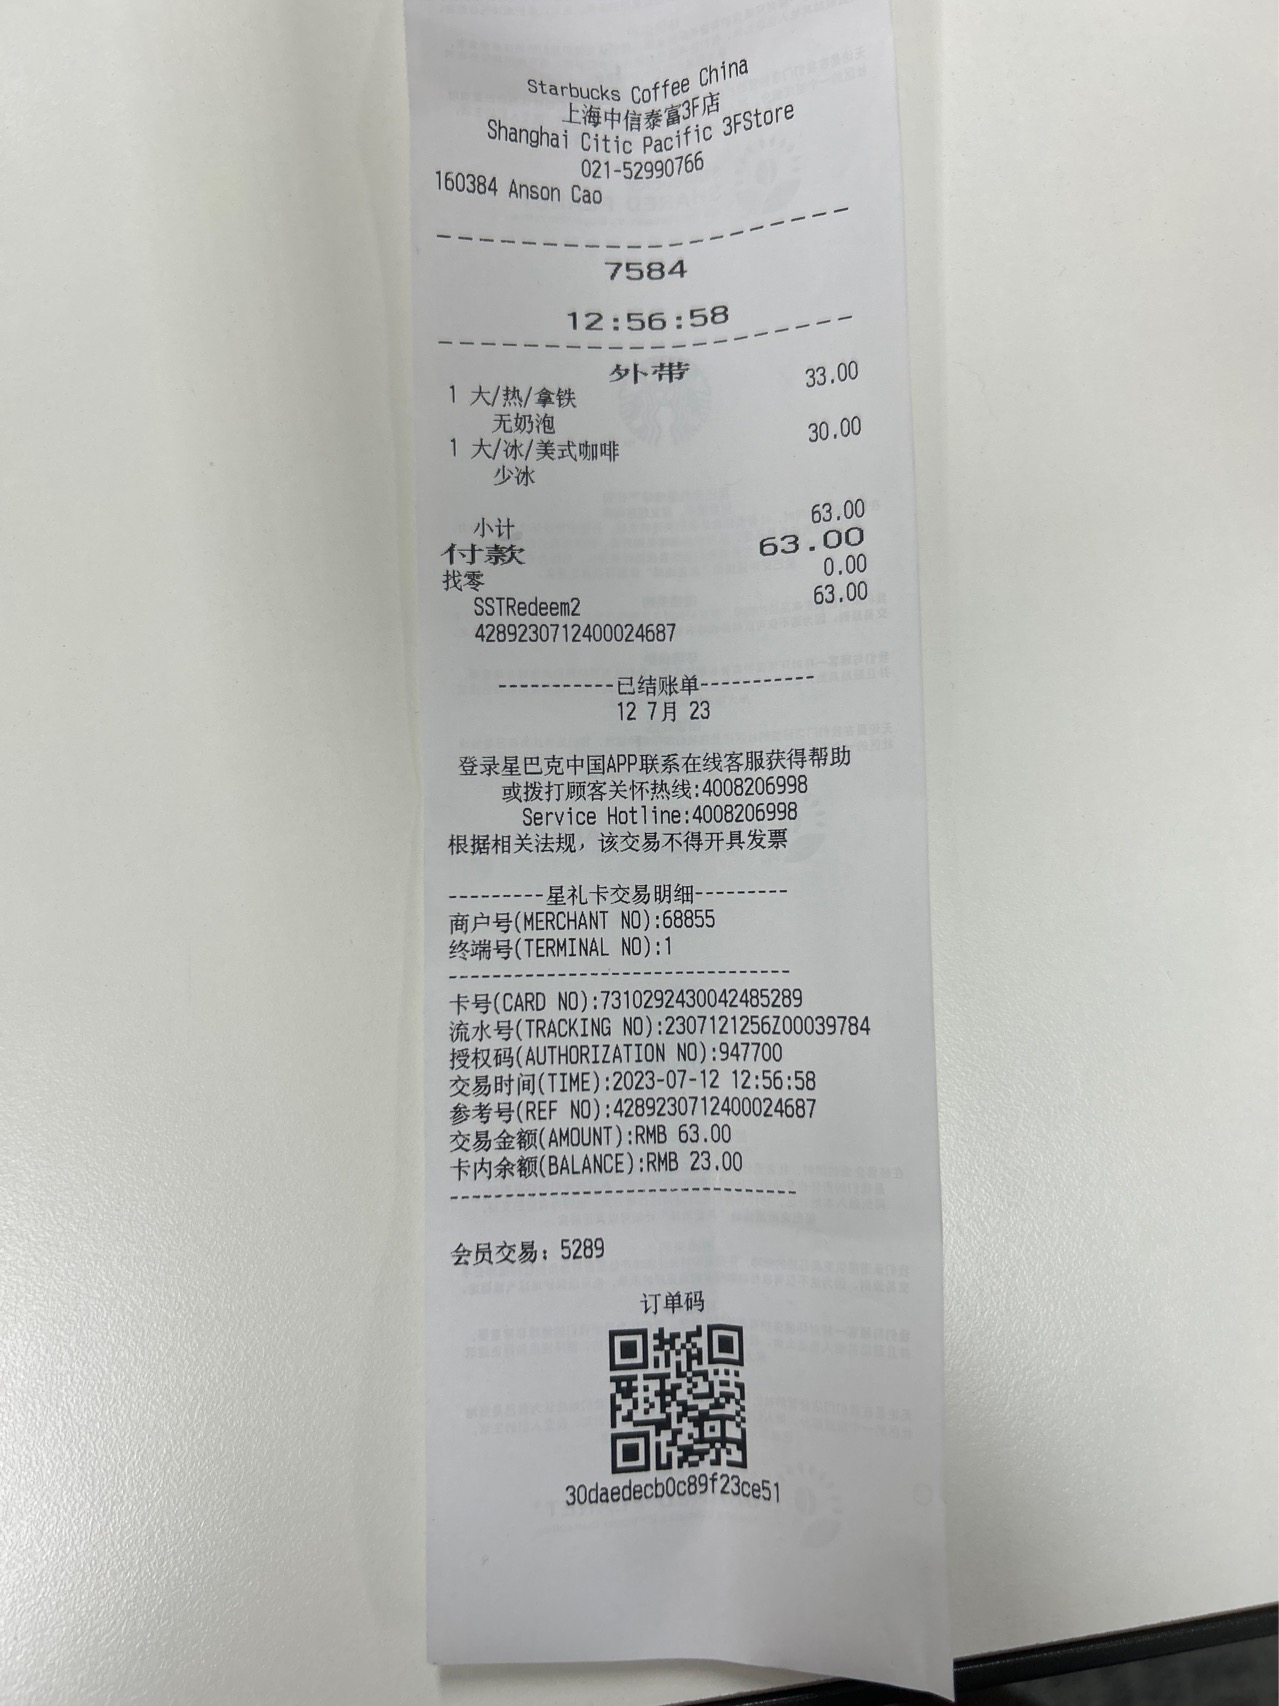 Starbucks Coffee China
上海中信泰富3F店
Shanghai Citic Pacific 3FStore
021-52990766
160384 Anson Cao
7584
12:56:58
外带
1 大/热/拿铁 33.00
无奶泡
1 大/冰/美式咖啡 30.00
少冰
小计 63.00
付款 63.00
找零 0.00
SSTRedeem2 63.00
4289230712400024687
-----------已结账单-----------
12 7月 23
登录星巴克中国APP联系在线客服获得帮助
或拨打顾客关怀热线:4008206998
Service Hotline:4008206998
根据相关法规，该交易不得开具发票
---------星礼卡交易明细---------
商户号(MERCHANT NO):68855
终端号(TERMINAL NO):1
卡号(CARD NO):7310292430042485289
流水号(TRACKING NO):2307121256Z00039784
授权码(AUTHORIZATION NO):947700
交易时间(TIME):2023-07-12 12:56:58
参考号(REF NO):4289230712400024687
交易金额(AMOUNT):RMB 63.00
卡内余额(BALANCE):RMB 23.00
会员交易：5289
订单码
30daedecb0c89f23ce51